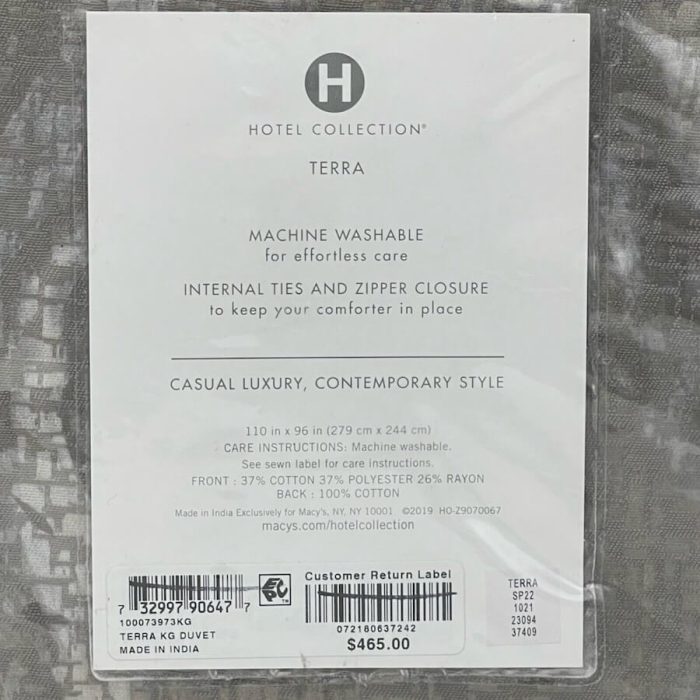 H
HOTEL COLLECTION®
TERRA
MACHINE WASHABLE
for effortless care
INTERNAL TIES AND ZIPPER CLOSURE
to keep your comforter in place
CASUAL LUXURY, CONTEMPORARY STYLE
110 in x 96 in (279 cm x 244 cm)
CARE INSTRUCTIONS: Machine washable.
See sewn label for care instructions.
FRONT : 37% COTTON 37% POLYESTER 26% RAYON
BACK : 100% COTTON
Made in India Exclusively for Macy's, NY, NY 10001 ©2019 HO-Z9070067
macys.com/hotelcollection
7 32997 90647 7
EPC™
100073973KG
TERRA KG DUVET
MADE IN INDIA
Customer Return Label
072180637242
$465.00
TERRA
SP22
1021
23094
37409